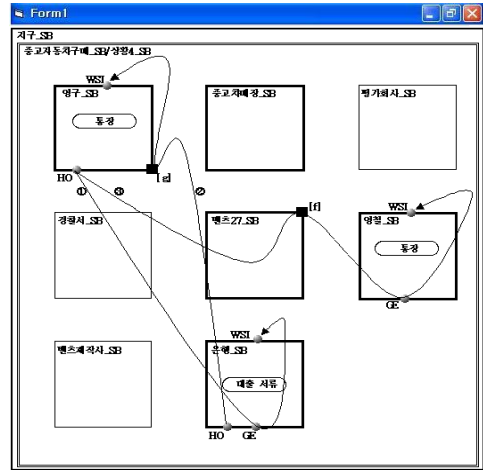 Form1
지구_SB
중고자동차구매_SB/상황4_SB
WSI
영구_SB
통장
HO
[g]
① ③ ②
중고차매장_SB
평가회사_SB
경찰서_SB
벤츠27_SB
[f]
WSI
영철_SB
통장
GE
벤츠제작사_SB
WSI
은행_SB
대출 서류
HO
GE